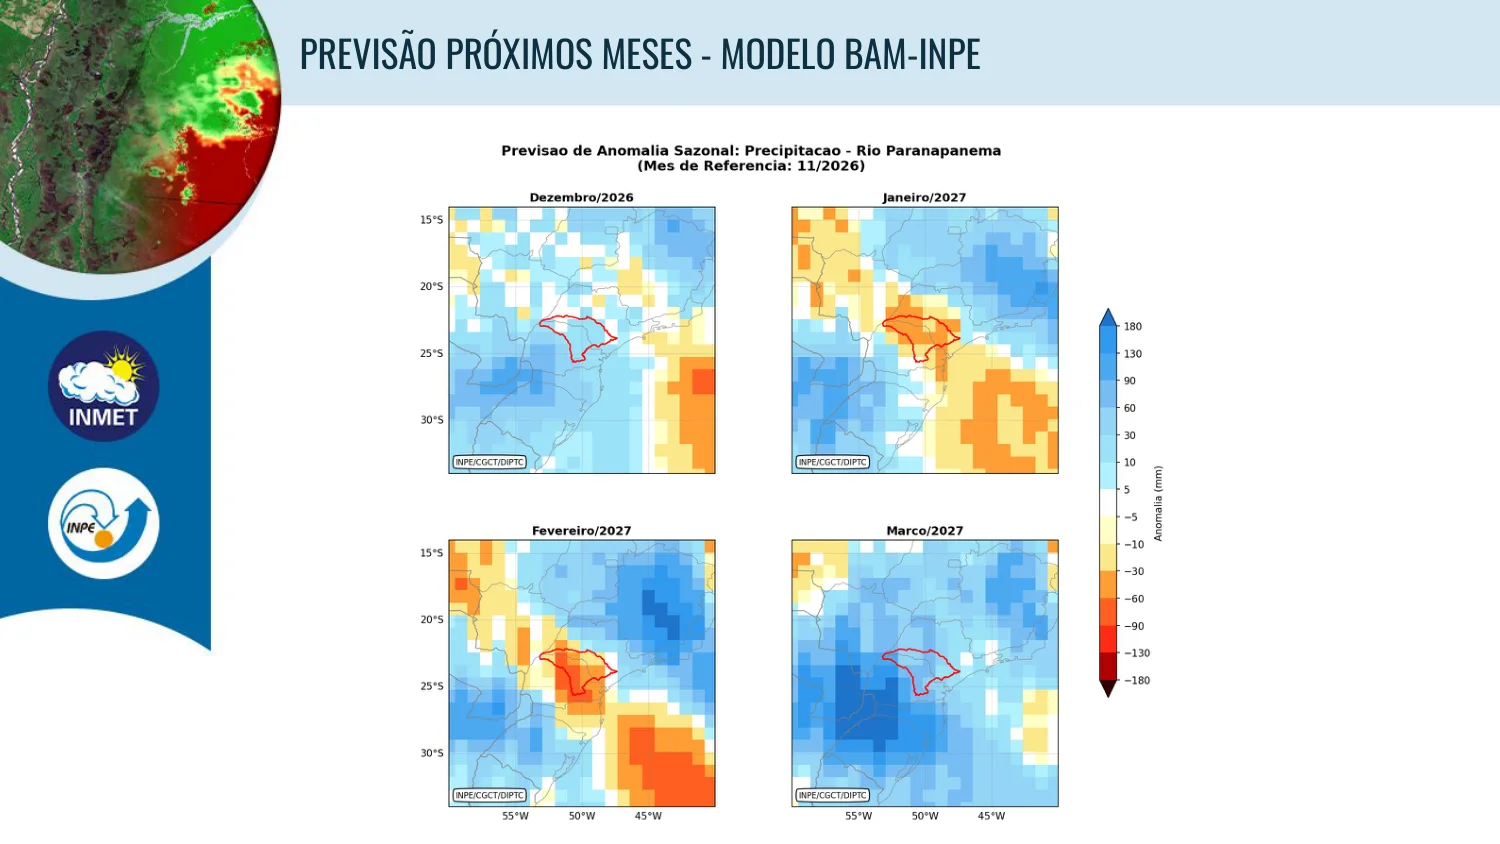 PREVISÃO PRÓXIMOS MESES - MODELO BAM-INPE
Previsao de Anomalia Sazonal: Precipitacao - Rio Paranapanema
(Mes de Referencia: 11/2026)
Dezembro/2026
Janeiro/2027
15°S
20°S
25°S
30°S
INPE/CGCT/DIPTC
INPE/CGCT/DIPTC
INMET
INPE
Fevereiro/2027
Marco/2027
15°S
20°S
25°S
30°S
INPE/CGCT/DIPTC
INPE/CGCT/DIPTC
55°W
50°W
45°W
55°W
50°W
45°W
180
130
90
60
30
10
5
−5
−10
−30
−60
−90
−130
−180
Anomalia (mm)